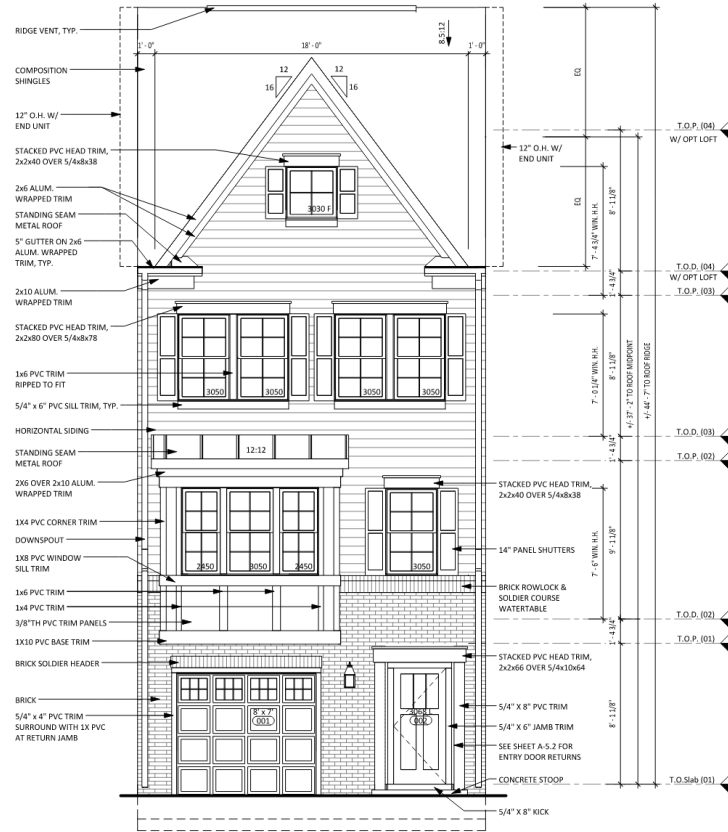 RIDGE VENT, TYP.
8.5:12
1' - 0"
18' - 0"
1' - 0"
COMPOSITION
SHINGLES
12
16
12
16
EQ
12" O.H. W/
END UNIT
T.O.P. (04)
W/ OPT LOFT
STACKED PVC HEAD TRIM,
2x2x40 OVER 5/4x8x38
12" O.H. W/
END UNIT
2x6 ALUM.
WRAPPED TRIM
3030 F
EQ
7' - 4 3/4" WIN. H.H.
8' - 1 1/8"
STANDING SEAM
METAL ROOF
5" GUTTER ON 2x6
ALUM. WRAPPED
TRIM, TYP.
T.O.D. (04)
W/ OPT LOFT
1' - 4 3/4"
T.O.P. (03)
2x10 ALUM.
WRAPPED TRIM
STACKED PVC HEAD TRIM,
2x2x80 OVER 5/4x8x78
1x6 PVC TRIM
RIPPED TO FIT
3050
3050
3050
3050
7' - 0 1/4" WIN. H.H.
8' - 1 1/8"
+/-37' - 2" TO ROOF MIDPOINT
+/-44' - 7" TO ROOF RIDGE
5/4" x 6" PVC SILL TRIM, TYP.
HORIZONTAL SIDING
T.O.D. (03)
1' - 4 3/4"
STANDING SEAM
METAL ROOF
12:12
T.O.P. (02)
2X6 OVER 2x10 ALUM.
WRAPPED TRIM
STACKED PVC HEAD TRIM,
2x2x40 OVER 5/4x8x38
1X4 PVC CORNER TRIM
DOWNSPOUT
14" PANEL SHUTTERS
7' - 6" WIN. H.H.
9' - 1 1/8"
1X8 PVC WINDOW
SILL TRIM
2450
3050
2450
3050
1x6 PVC TRIM
BRICK ROWLOCK &
SOLDIER COURSE
WATERTABLE
1x4 PVC TRIM
3/8"TH PVC TRIM PANELS
T.O.D. (02)
1' - 4 3/4"
1X10 PVC BASE TRIM
T.O.P. (01)
BRICK SOLDIER HEADER
STACKED PVC HEAD TRIM,
2x2x66 OVER 5/4x10x64
BRICK
5/4" x 4" PVC TRIM
SURROUND WITH 1X PVC
AT RETURN JAMB
8' x 7'
001
3068 L
002
5/4" X 8" PVC TRIM
5/4" X 6" JAMB TRIM
8' - 1 1/8"
SEE SHEET A-5.2 FOR
ENTRY DOOR RETURNS
CONCRETE STOOP
T.O.Slab (01)
5/4" X 8" KICK